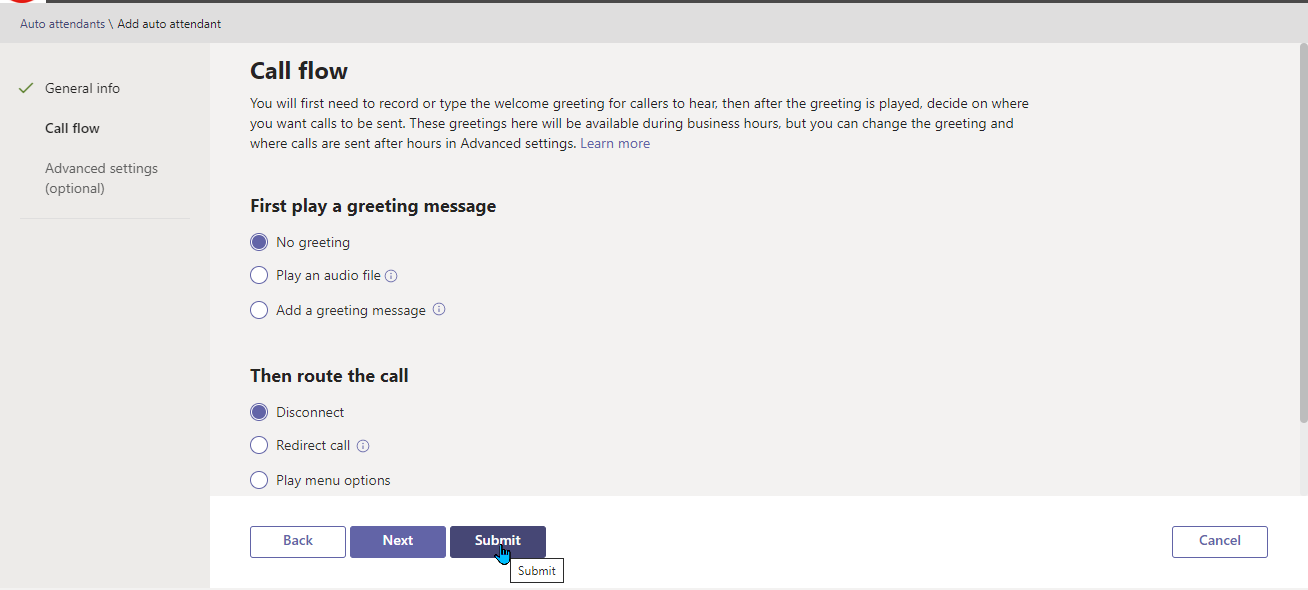 Auto attendants \ Add auto attendant
General info
Call flow
Advanced settings
(optional)
Call flow
You will first need to record or type the welcome greeting for callers to hear, then after the greeting is played, decide on where
you want calls to be sent. These greetings here will be available during business hours, but you can change the greeting and
where calls are sent after hours in Advanced settings. Learn more
First play a greeting message
No greeting
Play an audio file
Add a greeting message
Then route the call
Disconnect
Redirect call
Play menu options
Back
Next
Submit
Cancel
Submit